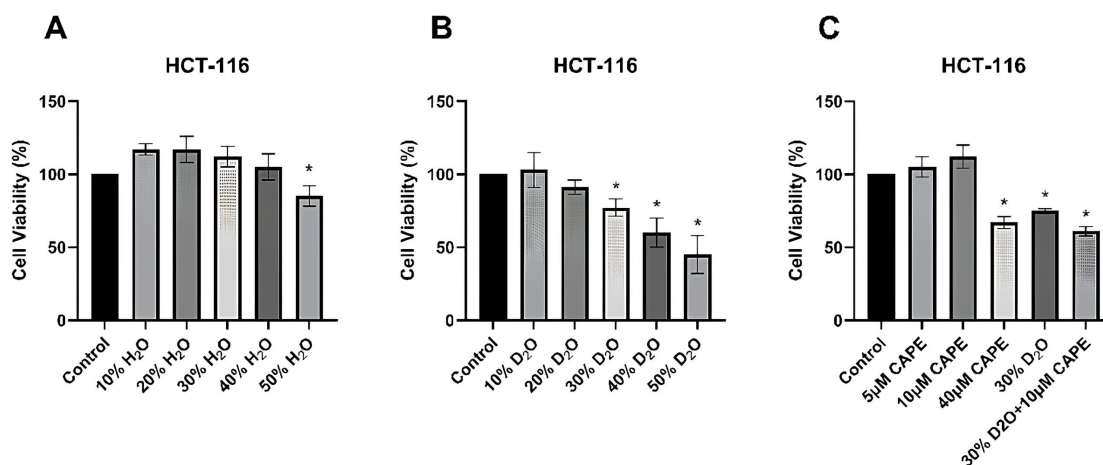 A
HCT-116
Cell Viability (%)
150
100
50
0
Control
10% H₂O
20% H₂O
30% H₂O
40% H₂O
50% H₂O
*
B
HCT-116
Cell Viability (%)
150
100
50
0
Control
10% D₂O
20% D₂O
30% D₂O
40% D₂O
50% D₂O
*
*
*
C
HCT-116
Cell Viability (%)
150
100
50
0
Control
5μM CAPE
10μM CAPE
40μM CAPE
30% D₂O
30% D2O+10μM CAPE
*
*
*